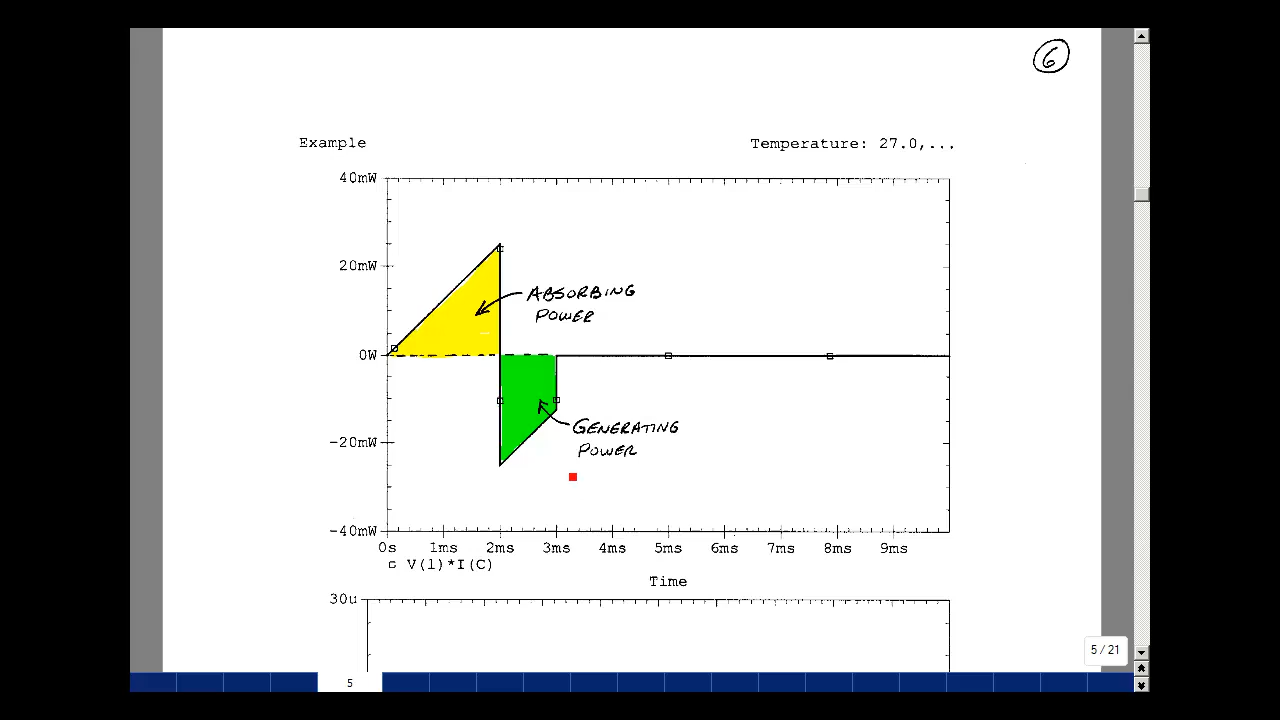 6
Example
Temperature: 27.0,...
40mW
20mW
ABSORBING
POWER
0W
GENERATING
POWER
-20mW
-40mW
0s 1ms 2ms 3ms 4ms 5ms 6ms 7ms 8ms 9ms
V(1)*I(C)
Time
30u
5 / 21
5